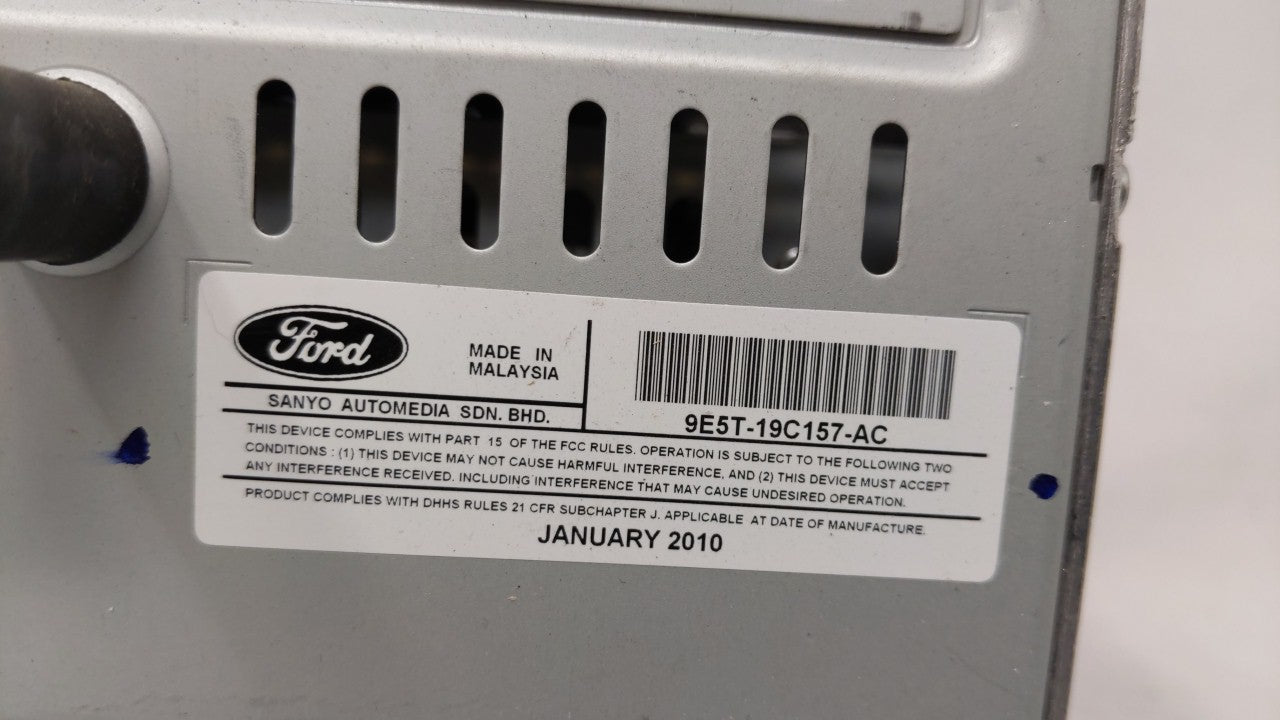 Ford
MADE IN
MALAYSIA
SANYO AUTOMEDIA SDN. BHD.
9E5T-19C157-AC
THIS DEVICE COMPLIES WITH PART 15 OF THE FCC RULES. OPERATION IS SUBJECT TO THE FOLLOWING TWO
CONDITIONS : (1) THIS DEVICE MAY NOT CAUSE HARMFUL INTERFERENCE, AND (2) THIS DEVICE MUST ACCEPT
ANY INTERFERENCE RECEIVED. INCLUDING INTERFERENCE THAT MAY CAUSE UNDESIRED OPERATION.
PRODUCT COMPLIES WITH DHHS RULES 21 CFR SUBCHAPTER J. APPLICABLE AT DATE OF MANUFACTURE.
JANUARY 2010